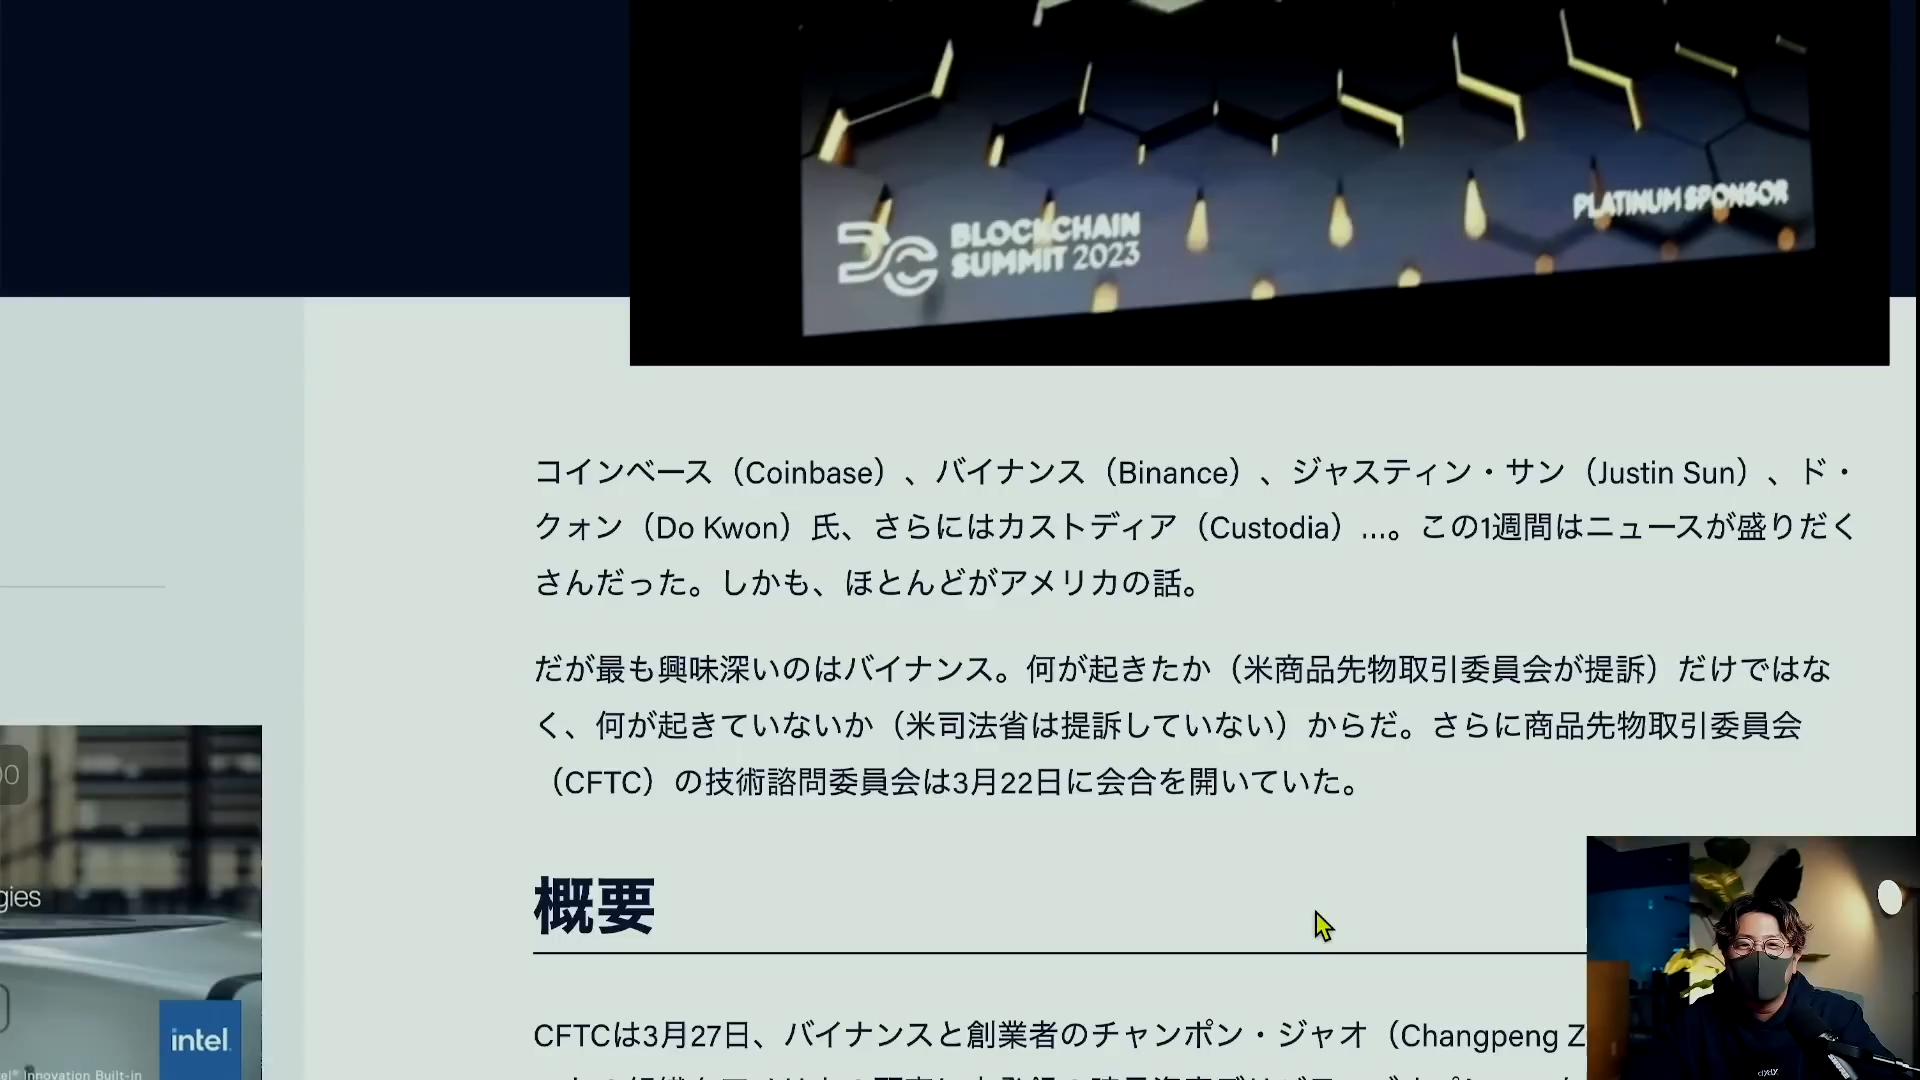 BLOCKCHAIN
SUMMIT 2023
PLATINUM SPONSOR
コインベース（Coinbase）、バイナンス（Binance）、ジャスティン・サン（Justin Sun）、ド・
クォン（Do Kwon）氏、さらにはカストディア（Custodia）...。この1週間はニュースが盛りだく
さんだった。しかも、ほとんどがアメリカの話。
だが最も興味深いのはバイナンス。何が起きたか（米商品先物取引委員会が提訴）だけではな
く、何が起きていないか（米司法省は提訴していない）からだ。さらに商品先物取引委員会
（CFTC）の技術諮問委員会は3月22日に会合を開いていた。
概要
CFTCは3月27日、バイナンスと創業者のチャンポン・ジャオ（Changpeng Z
gies
intel
Innovation Built-in